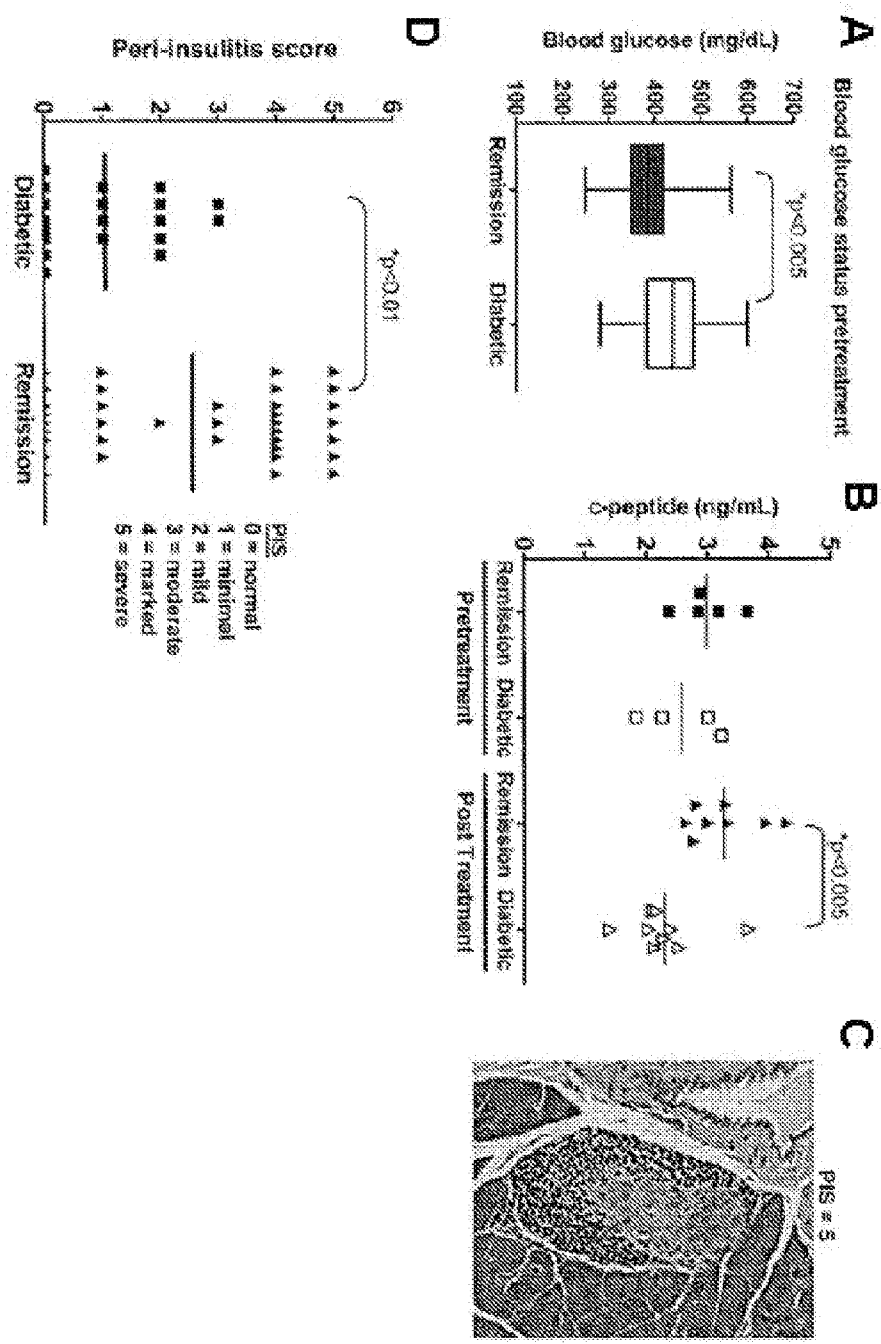 A
Blood glucose status pretreatment
Blood glucose (mg/dL)
700
600
500
400
300
200
100
*p<0.005
Remission
Diabetic
B
c-peptide (ng/mL)
5
4
3
2
1
0
*p<0.005
Remission Diabetic
Pretreatment
Remission Diabetic
Post Treatment
C
PIS = 5
D
Peri-insulitis score
6
5
4
3
2
1
0
*p<0.01
Diabetic
Remission
PIS
0 = normal
1 = minimal
2 = mild
3 = moderate
4 = marked
5 = severe